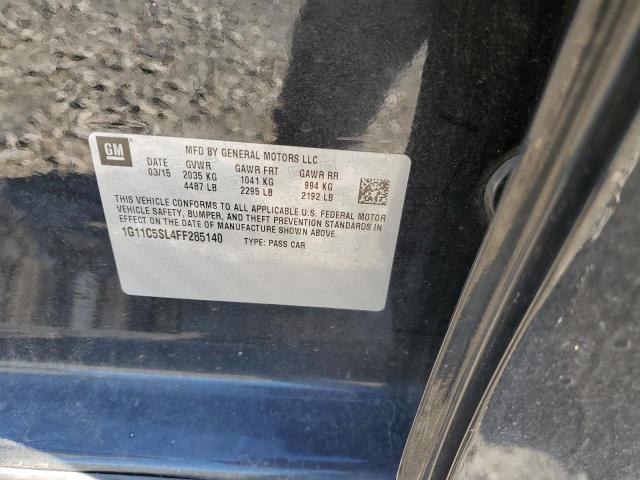 GM
MFD BY GENERAL MOTORS LLC
DATE GVWR GAWR FRT GAWR RR
03/15 2035 KG 1041 KG 994 KG
4487 LB 2295 LB 2192 LB
THIS VEHICLE CONFORMS TO ALL APPLICABLE U.S. FEDERAL MOTOR
VEHICLE SAFETY, BUMPER, AND THEFT PREVENTION STANDARDS IN
EFFECT ON THE DATE OF MANUFACTURE SHOWN ABOVE.
1G11C5SL4FF285140 TYPE: PASS CAR